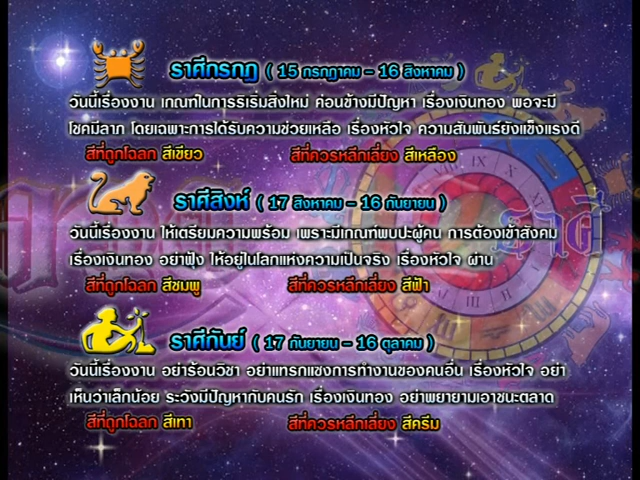 ราศีกรกฎ ( 15 กรกฎาคม - 16 สิงหาคม )
วันนี้เรื่องงาน เกณฑ์ในการริเริ่มสิ่งใหม่ ค่อนข้างมีปัญหา เรื่องเงินทอง พอจะมี
โชคมีลาภ โดยเฉพาะการได้รับความช่วยเหลือ เรื่องหัวใจ ความสัมพันธ์ยังแข็งแรงดี
สีที่ถูกโฉลก สีเขียว สีที่ควรหลีกเลี่ยง สีเหลือง
ราศีสิงห์ ( 17 สิงหาคม - 16 กันยายน )
วันนี้เรื่องงาน ให้เตรียมความพร้อม เพราะมีเกณฑ์พบปะผู้คน การต้องเข้าสังคม
เรื่องเงินทอง อย่าฟุ้ง ให้อยู่ในโลกแห่งความเป็นจริง เรื่องหัวใจ ผ่าน
สีที่ถูกโฉลก สีชมพู สีที่ควรหลีกเลี่ยง สีฟ้า
ราศีกันย์ ( 17 กันยายน - 16 ตุลาคม )
วันนี้เรื่องงาน อย่าร้อนวิชา อย่าแทรกแซงการทำงานของคนอื่น เรื่องหัวใจ อย่า
เห็นว่าเล็กน้อย ระวังมีปัญหากับคนรัก เรื่องเงินทอง อย่าพยายามเอาชนะตลาด
สีที่ถูกโฉลก สีเทา สีที่ควรหลีกเลี่ยง สีครีม